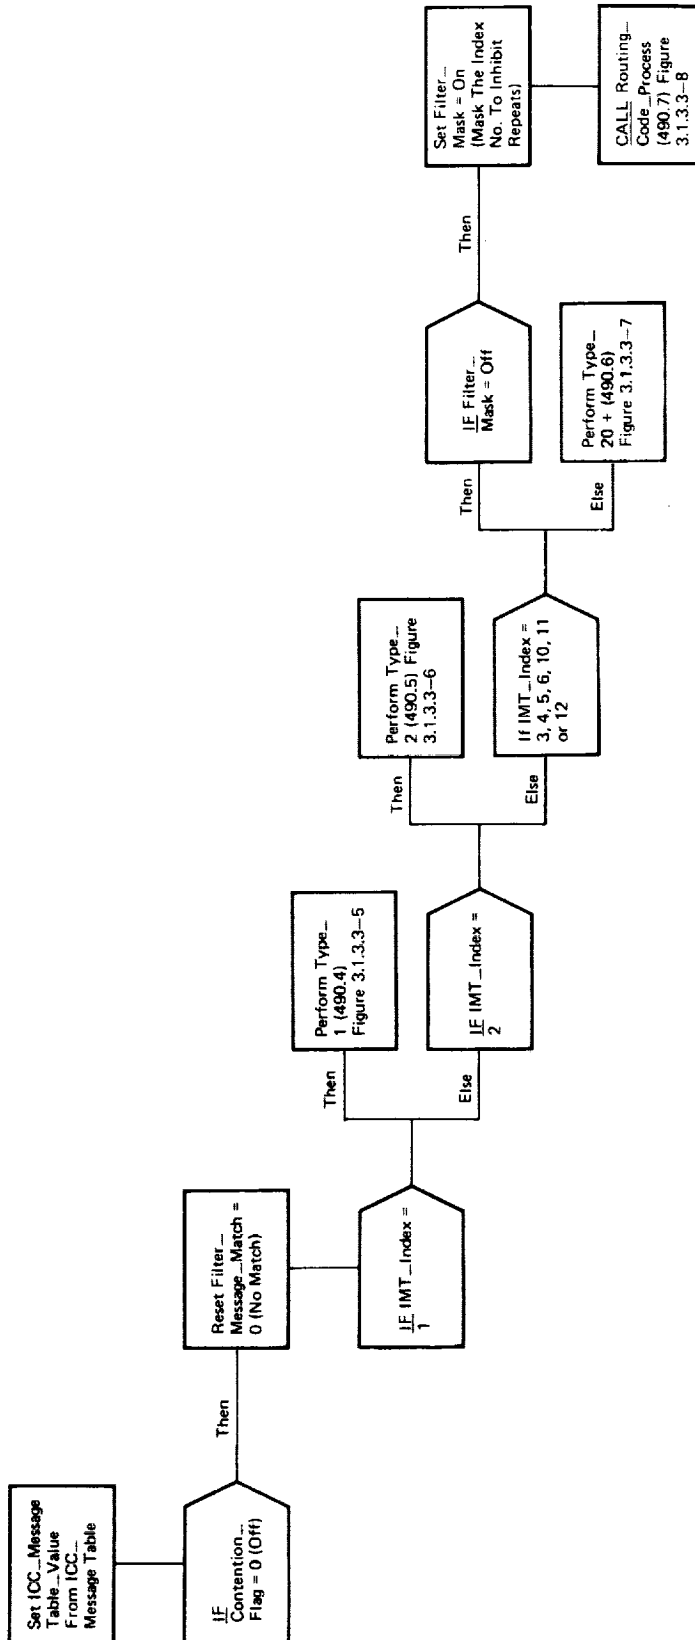 Set ICC_Message
Table_Value
From ICC_
Message Table
IF
Contention_
Flag = 0 (Off)
Then
Reset Filter_
Message_Match =
0 (No Match)
IF IMT_Index =
1
Then
Perform Type_
1 (490.4)
Figure 3.1.3.3-5
Else
IF IMT_Index =
2
Then
Perform Type_
2 (490.5) Figure
3.1.3.3-6
Else
If IMT_Index =
3, 4, 5, 6, 10, 11
or 12
Then
IF Filter_
Mask = Off
Else
Perform Type_
20 + (490.6)
Figure 3.1.3.3-7
Then
Set Filter_
Mask = On
(Mask The Index
No. To Inhibit
Repeats)
CALL Routing_
Code_Process
(490.7) Figure
3.1.3.3-8